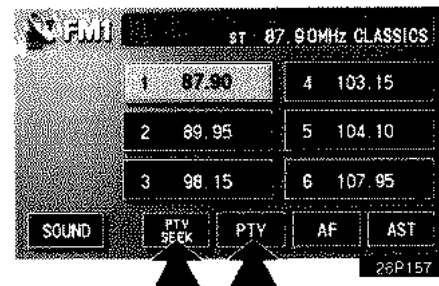 FM1
ST 87.90MHz CLASSICS
1 87.90
4 103.15
2 89.95
5 104.10
3 98.15
6 107.95
SOUND
PTY SEEK
PTY
AF
AST
28P157